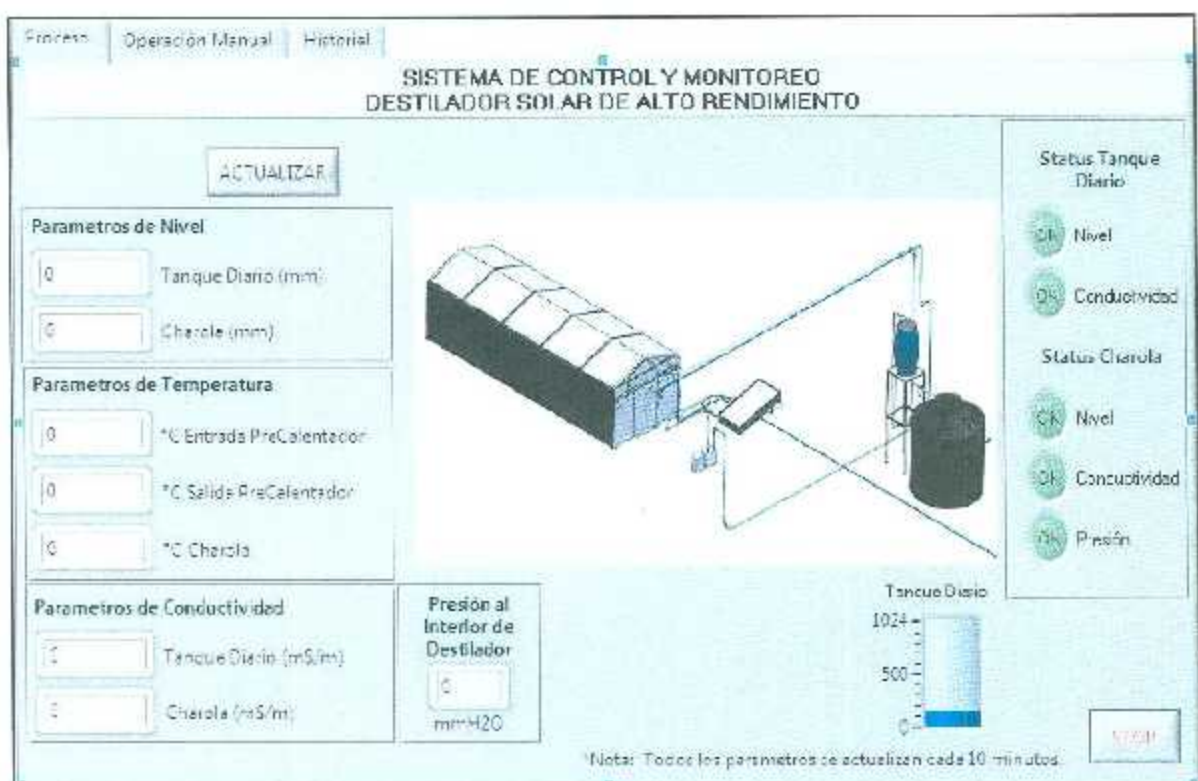 Proceso Operación Manual Historial
SISTEMA DE CONTROL Y MONITOREO
DESTILADOR SOLAR DE ALTO RENDIMIENTO
ACTUALIZAR
Parametros de Nivel
0 Tanque Diario (mm)
0 Charola (mm)
Parametros de Temperatura
0 °C Entrada PreCalentador
0 °C Salida PreCalentador
0 °C Charola
Parametros de Conductividad
0 Tanque Diario (mS/m)
0 Charola (mS/m)
Presión al
Interior de
Destilador
0
mmH2O
Tanque Diario
1024
500
0
Status Tanque
Diario
OK Nivel
OK Conductividad
Status Charola
OK Nivel
OK Conductividad
OK Presión
STOP
*Nota: Todos los parametros se actualizan cada 10 minutos.